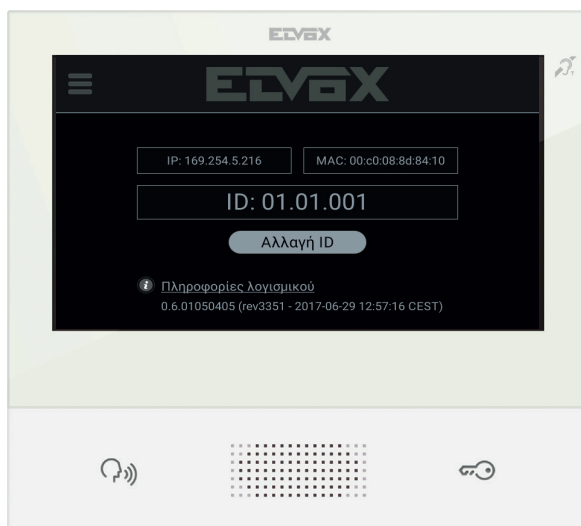 ELVOX
ELVOX
IP: 169.254.5.216
MAC: 00:c0:08:8d:84:10
ID: 01.01.001
Αλλαγή ID
Πληροφορίες λογισμικού
0.6.01050405 (rev3351 - 2017-06-29 12:57:16 CEST)